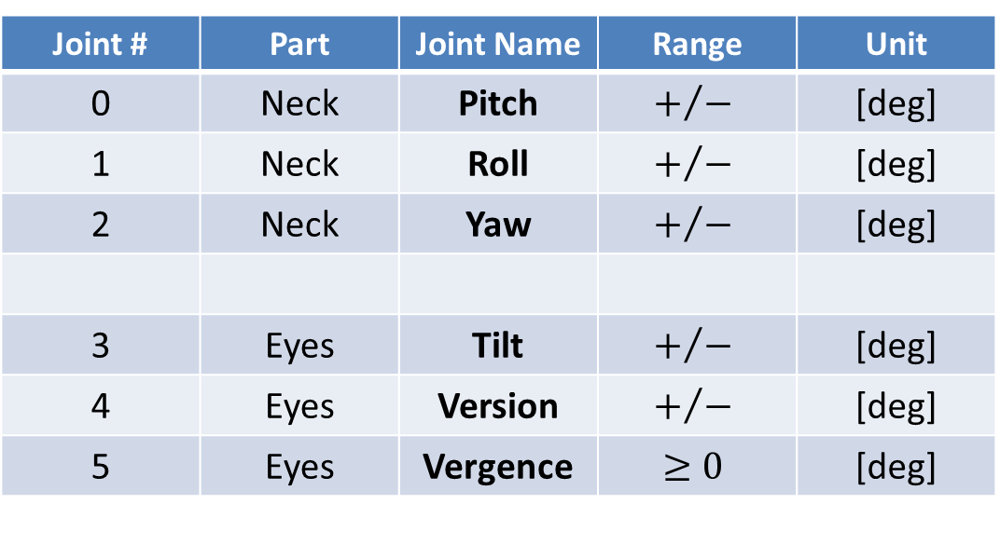 Joint # Part Joint Name Range Unit
0 Neck Pitch +/− [deg]
1 Neck Roll +/− [deg]
2 Neck Yaw +/− [deg]
3 Eyes Tilt +/− [deg]
4 Eyes Version +/− [deg]
5 Eyes Vergence ≥ 0 [deg]